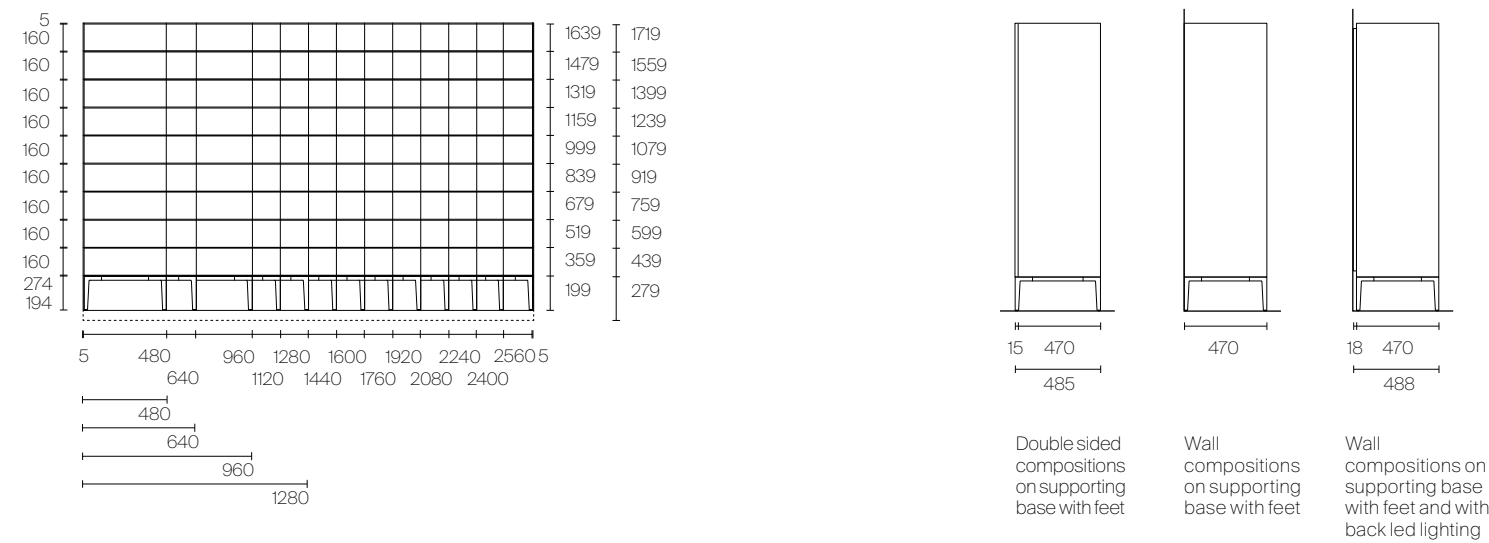 5
160 1639 1719
160 1479 1559
160 1319 1399
160 1159 1239
160 999 1079
160 839 919
160 679 759
160 519 599
160 359 439
274
194 199 279
5 480 960 1280 1600 1920 2240 2560 5
640 1120 1440 1760 2080 2400
480
640
960
1280
15 470
485
470
18 470
488
Double sided
compositions
on supporting
base with feet
Wall
compositions
on supporting
base with feet
Wall
compositions on
supporting base
with feet and with
back led lighting